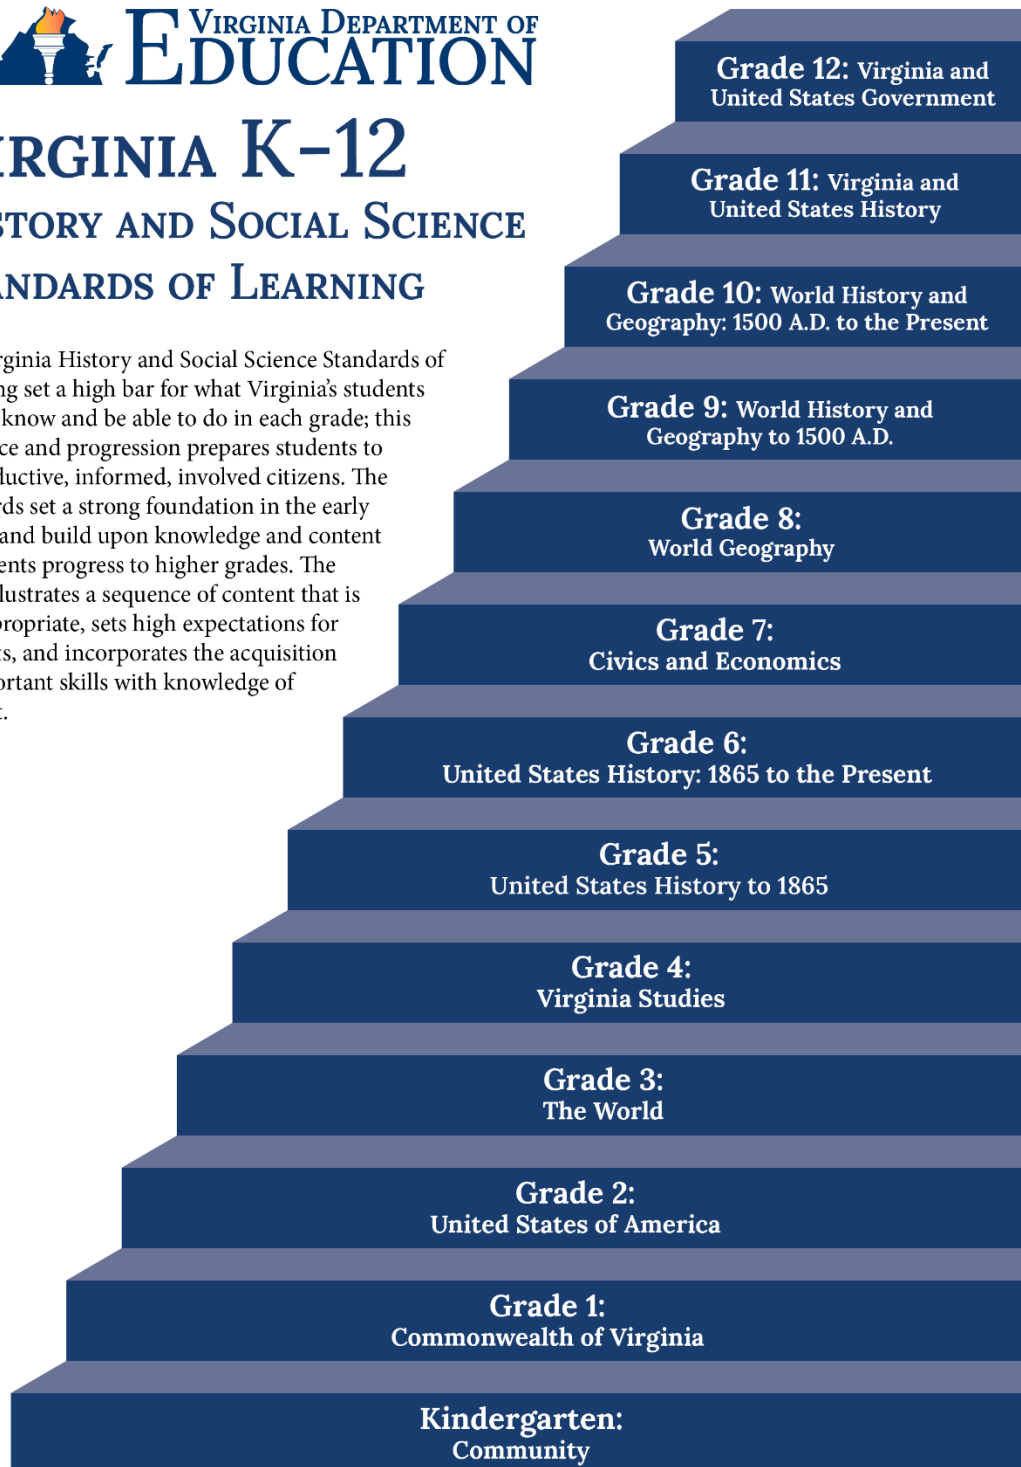 VIRGINIA DEPARTMENT OF
EDUCATION
IRGINIA K–12
STORY AND SOCIAL SCIENCE
ANDARDS OF LEARNING
rginia History and Social Science Standards of
ng set a high bar for what Virginia's students
know and be able to do in each grade; this
ce and progression prepares students to
ductive, informed, involved citizens. The
rds set a strong foundation in the early
and build upon knowledge and content
ents progress to higher grades. The
lustrates a sequence of content that is
propriate, sets high expectations for
ts, and incorporates the acquisition
ortant skills with knowledge of
t.
Grade 12: Virginia and
United States Government
Grade 11: Virginia and
United States History
Grade 10: World History and
Geography: 1500 A.D. to the Present
Grade 9: World History and
Geography to 1500 A.D.
Grade 8:
World Geography
Grade 7:
Civics and Economics
Grade 6:
United States History: 1865 to the Present
Grade 5:
United States History to 1865
Grade 4:
Virginia Studies
Grade 3:
The World
Grade 2:
United States of America
Grade 1:
Commonwealth of Virginia
Kindergarten:
Community